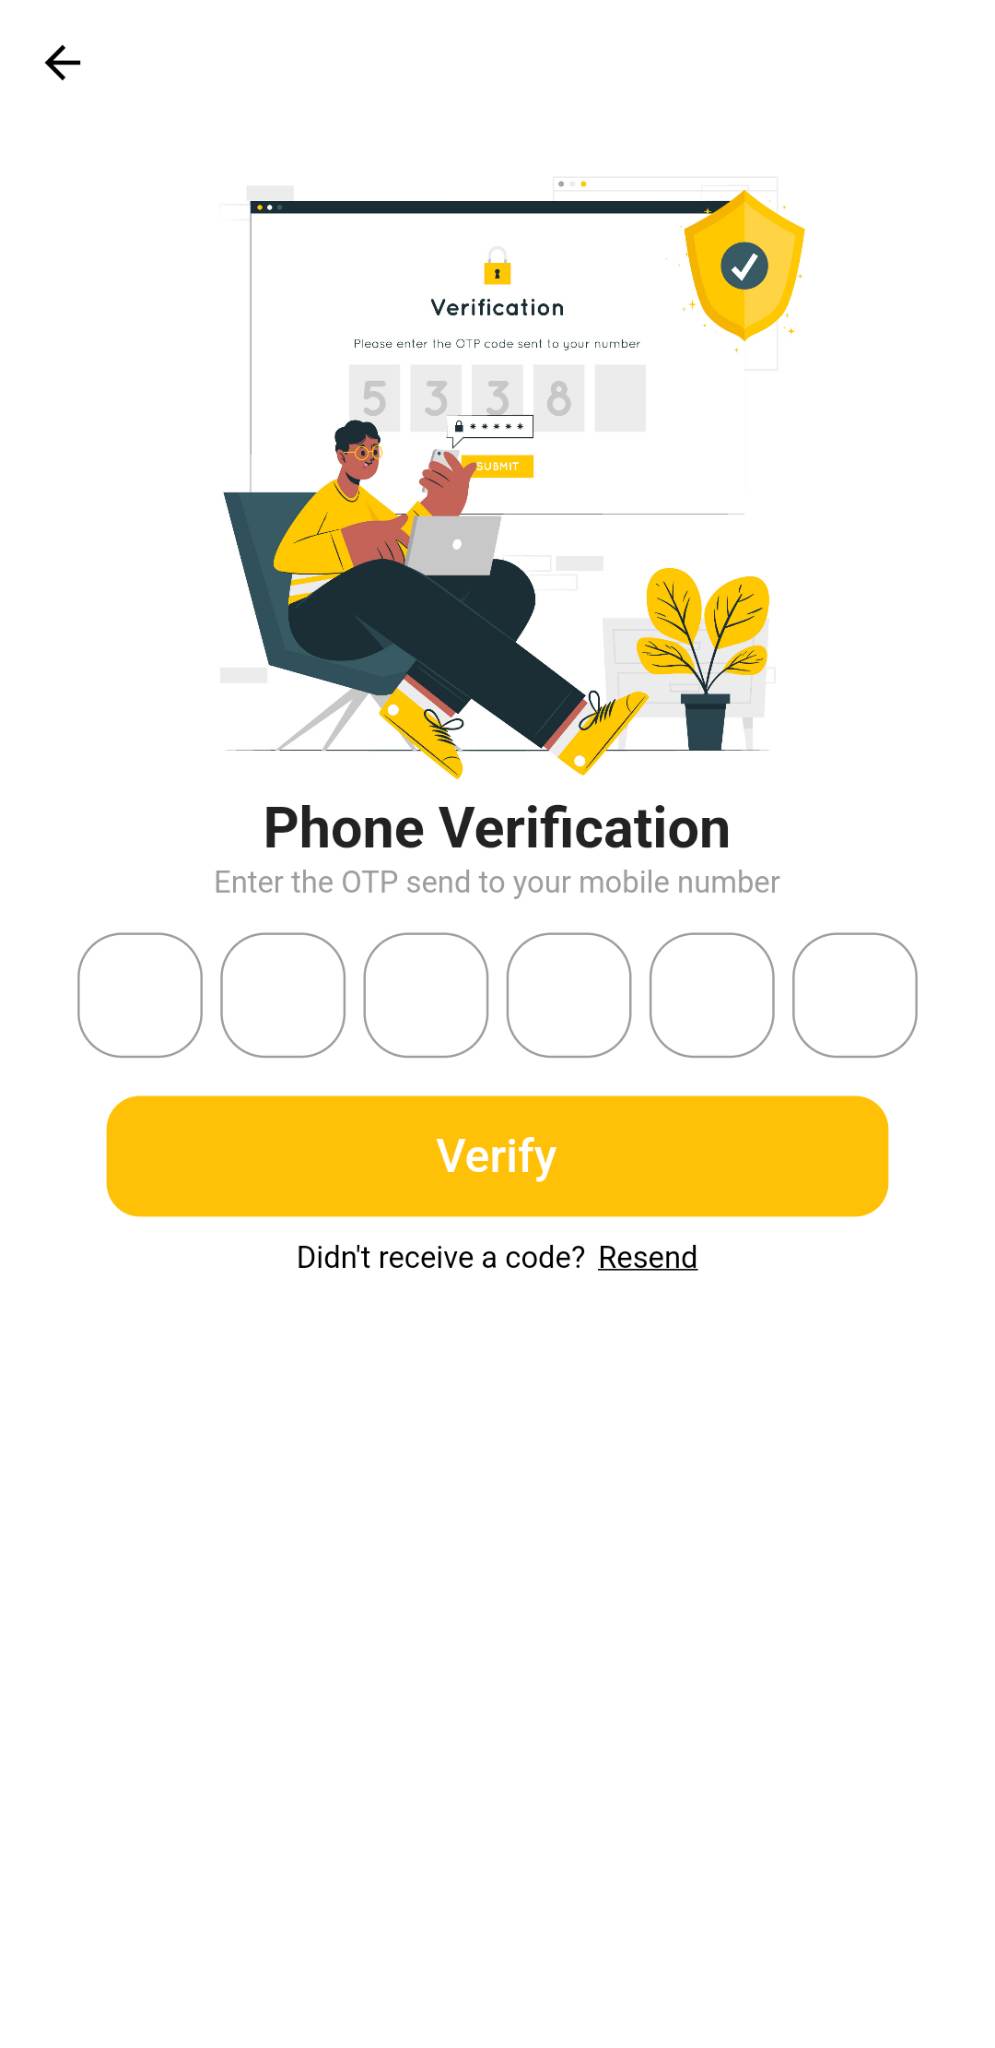 Verification
Please enter the OTP code sent to your number
5 3 3 8
* * * * *
SUBMIT
Phone Verification
Enter the OTP send to your mobile number
Verify
Didn't receive a code? Resend